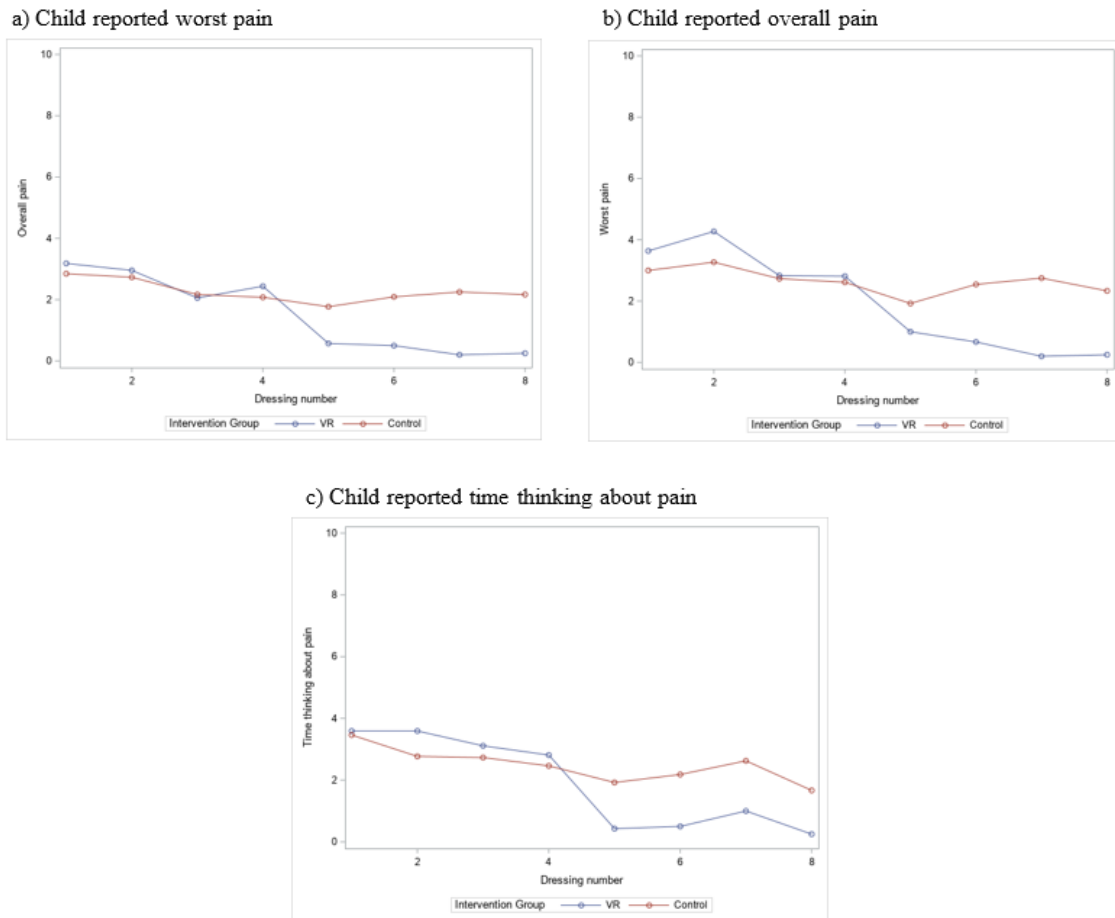 a) Child reported worst pain
10
8
6
4
2
0
Overall pain
2 4 6 8
Dressing number
Intervention Group VR Control
b) Child reported overall pain
10
8
6
4
2
0
Worst pain
2 4 6 8
Dressing number
Intervention Group VR Control
c) Child reported time thinking about pain
10
8
6
4
2
0
Time thinking about pain
2 4 6 8
Dressing number
Intervention Group VR Control